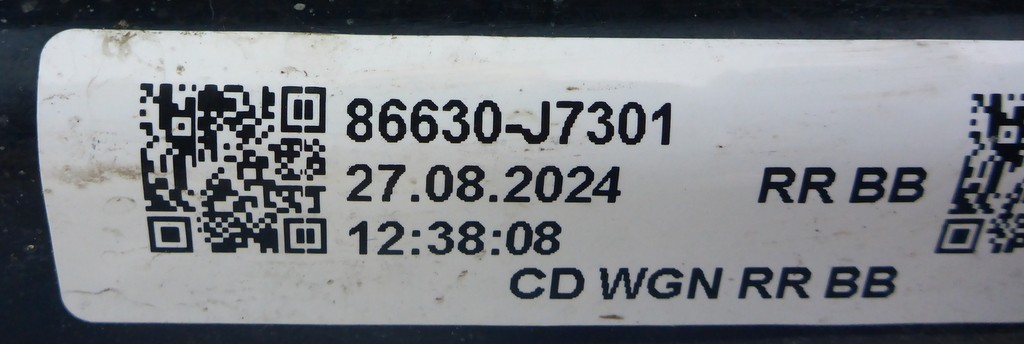 86630-J7301
27.08.2024
RR BB
12:38:08
CD WGN RR BB